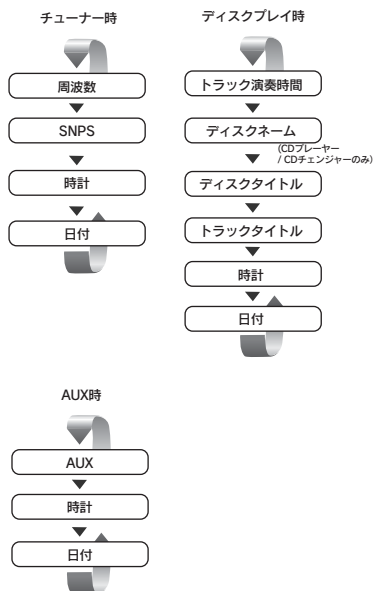 チューナー時
周波数
SNPS
時計
日付
ディスクプレイ時
トラック演奏時間
ディスクネーム
(CDプレーヤー
/ CDチェンジャーのみ)
ディスクタイトル
トラックタイトル
時計
日付
AUX時
AUX
時計
日付